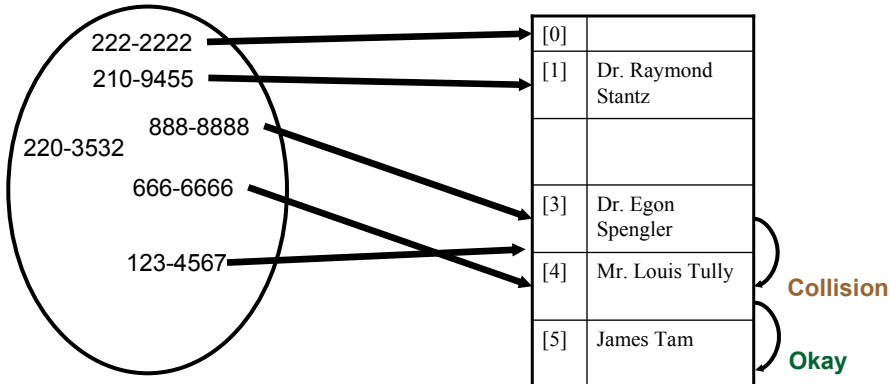 222-2222
210-9455
888-8888
220-3532
666-6666
123-4567
[0]
[1] Dr. Raymond
Stantz
[3] Dr. Egon
Spengler
[4] Mr. Louis Tully
Collision
[5] James Tam
Okay